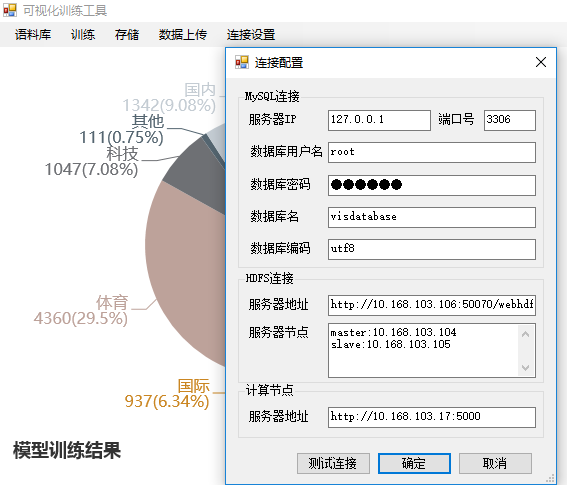 可视化训练工具
语料库 训练 存储 数据上传 连接设置
国内
1342(9.08%)
其他
111(0.75%)
科技
1047(7.08%)
体育
4360(29.5%)
国际
937(6.34%)
模型训练结果
连接配置
MySQL连接
服务器IP 127.0.0.1 端口号 3306
数据库用户名 root
数据库密码 ●●●●●●
数据库名 visdatabase
数据库编码 utf8
HDFS连接
服务器地址 http://10.168.103.106:50070/webhdf
服务器节点 master:10.168.103.104
slave:10.168.103.105
计算节点
服务器地址 http://10.168.103.17:5000
测试连接 确定 取消